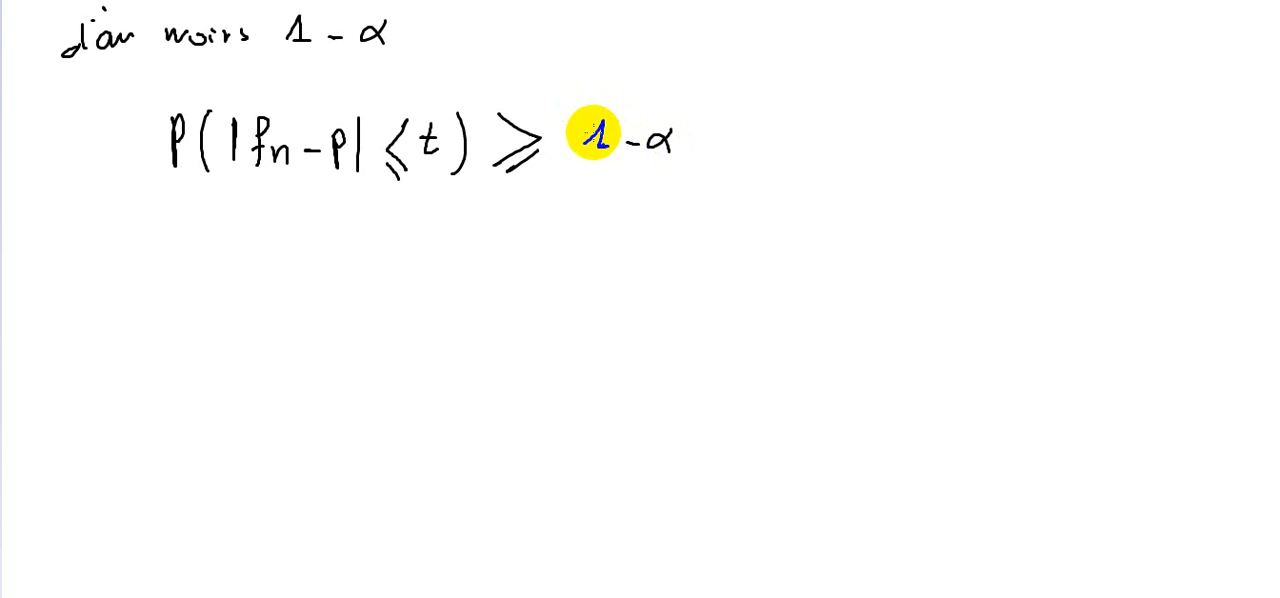 d'au moins 1 - α
P(|fn - p| ⩽ t) ⩾ 1 - α